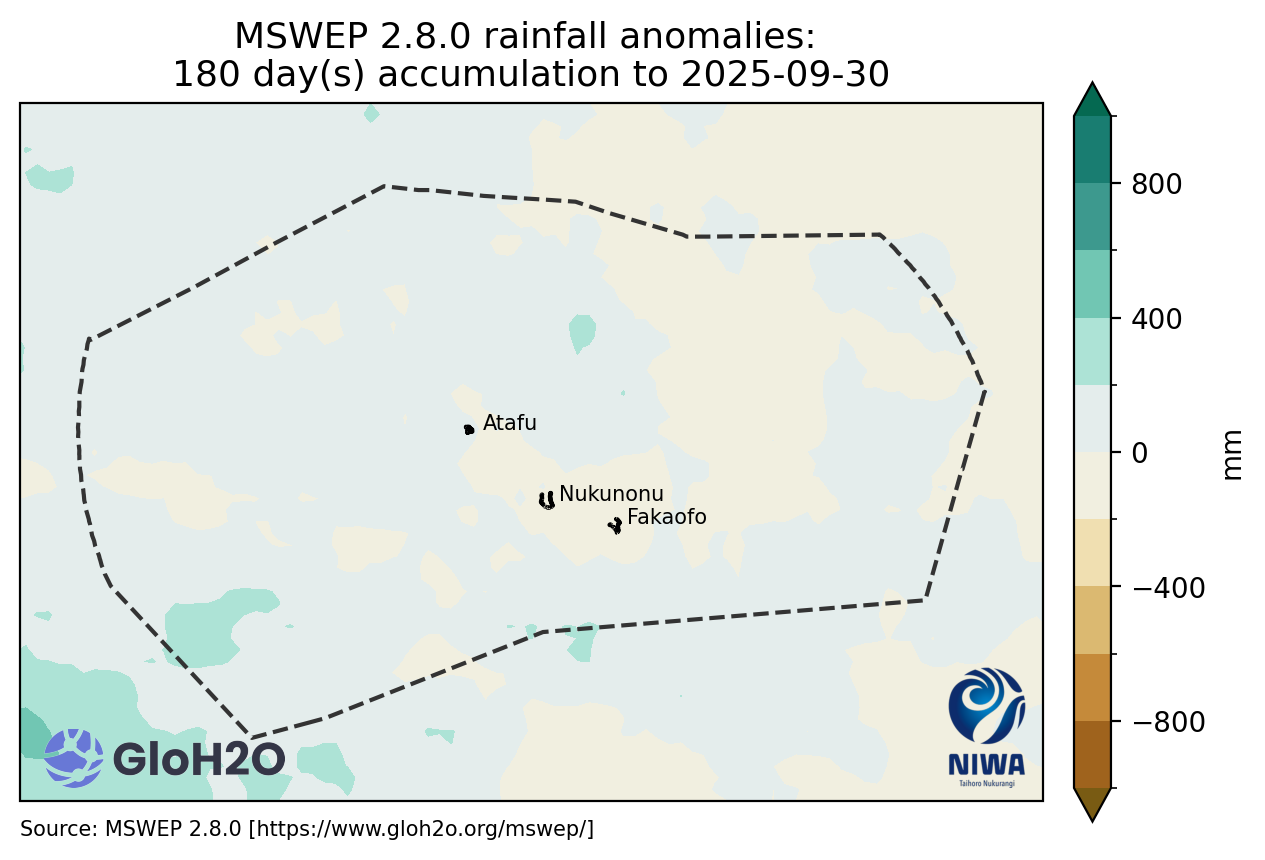 MSWEP 2.8.0 rainfall anomalies:
180 day(s) accumulation to 2025-09-30
800
400
0
−400
−800
mm
Atafu
Nukunonu
Fakaofo
GloH2O
NIWA
Taihoro Nukurangi
Source: MSWEP 2.8.0 [https://www.gloh2o.org/mswep/]